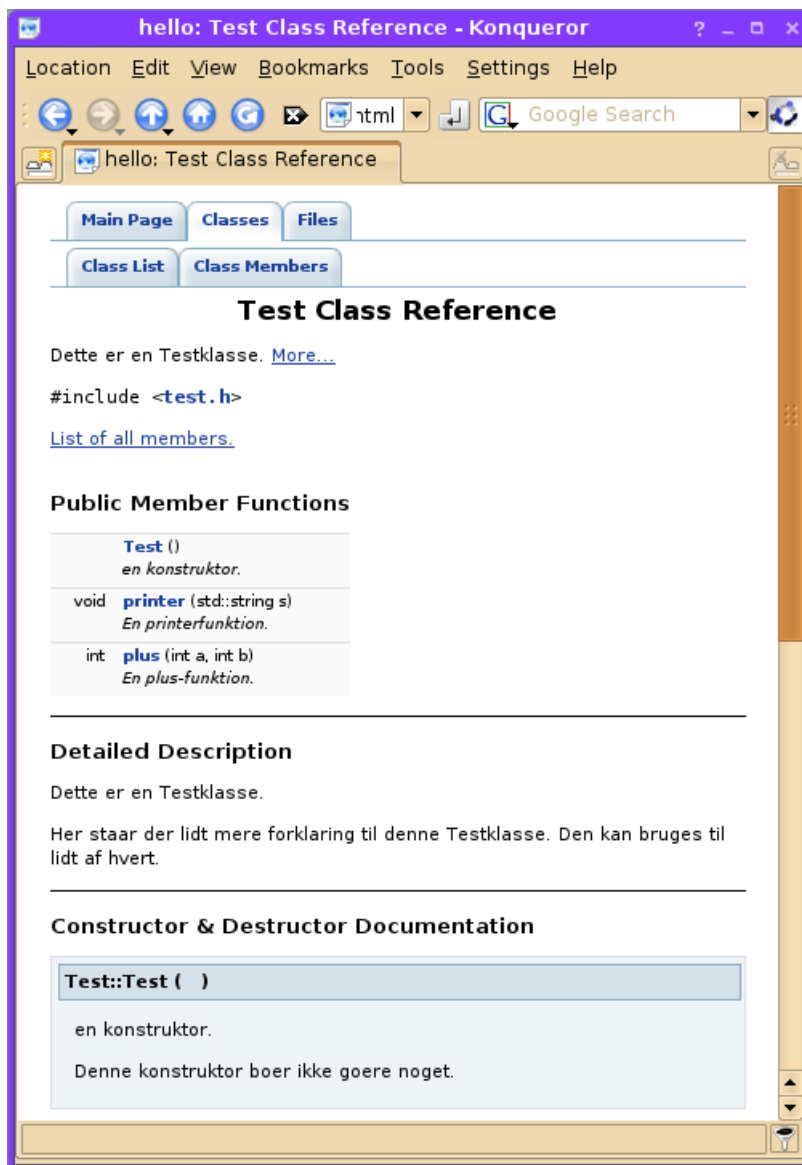 hello: Test Class Reference - Konqueror ?
Location Edit View Bookmarks Tools Settings Help
html G Google Search
hello: Test Class Reference
Main Page Classes Files
Class List Class Members
Test Class Reference
Dette er en Testklasse. More...
#include <test.h>
List of all members.
Public Member Functions
Test ()
en konstruktor.
void printer (std::string s)
En printerfunktion.
int plus (int a, int b)
En plus-funktion.
Detailed Description
Dette er en Testklasse.
Her staar der lidt mere forklaring til denne Testklasse. Den kan bruges til
lidt af hvert.
Constructor & Destructor Documentation
Test::Test ( )
en konstruktor.
Denne konstruktor boer ikke goere noget.